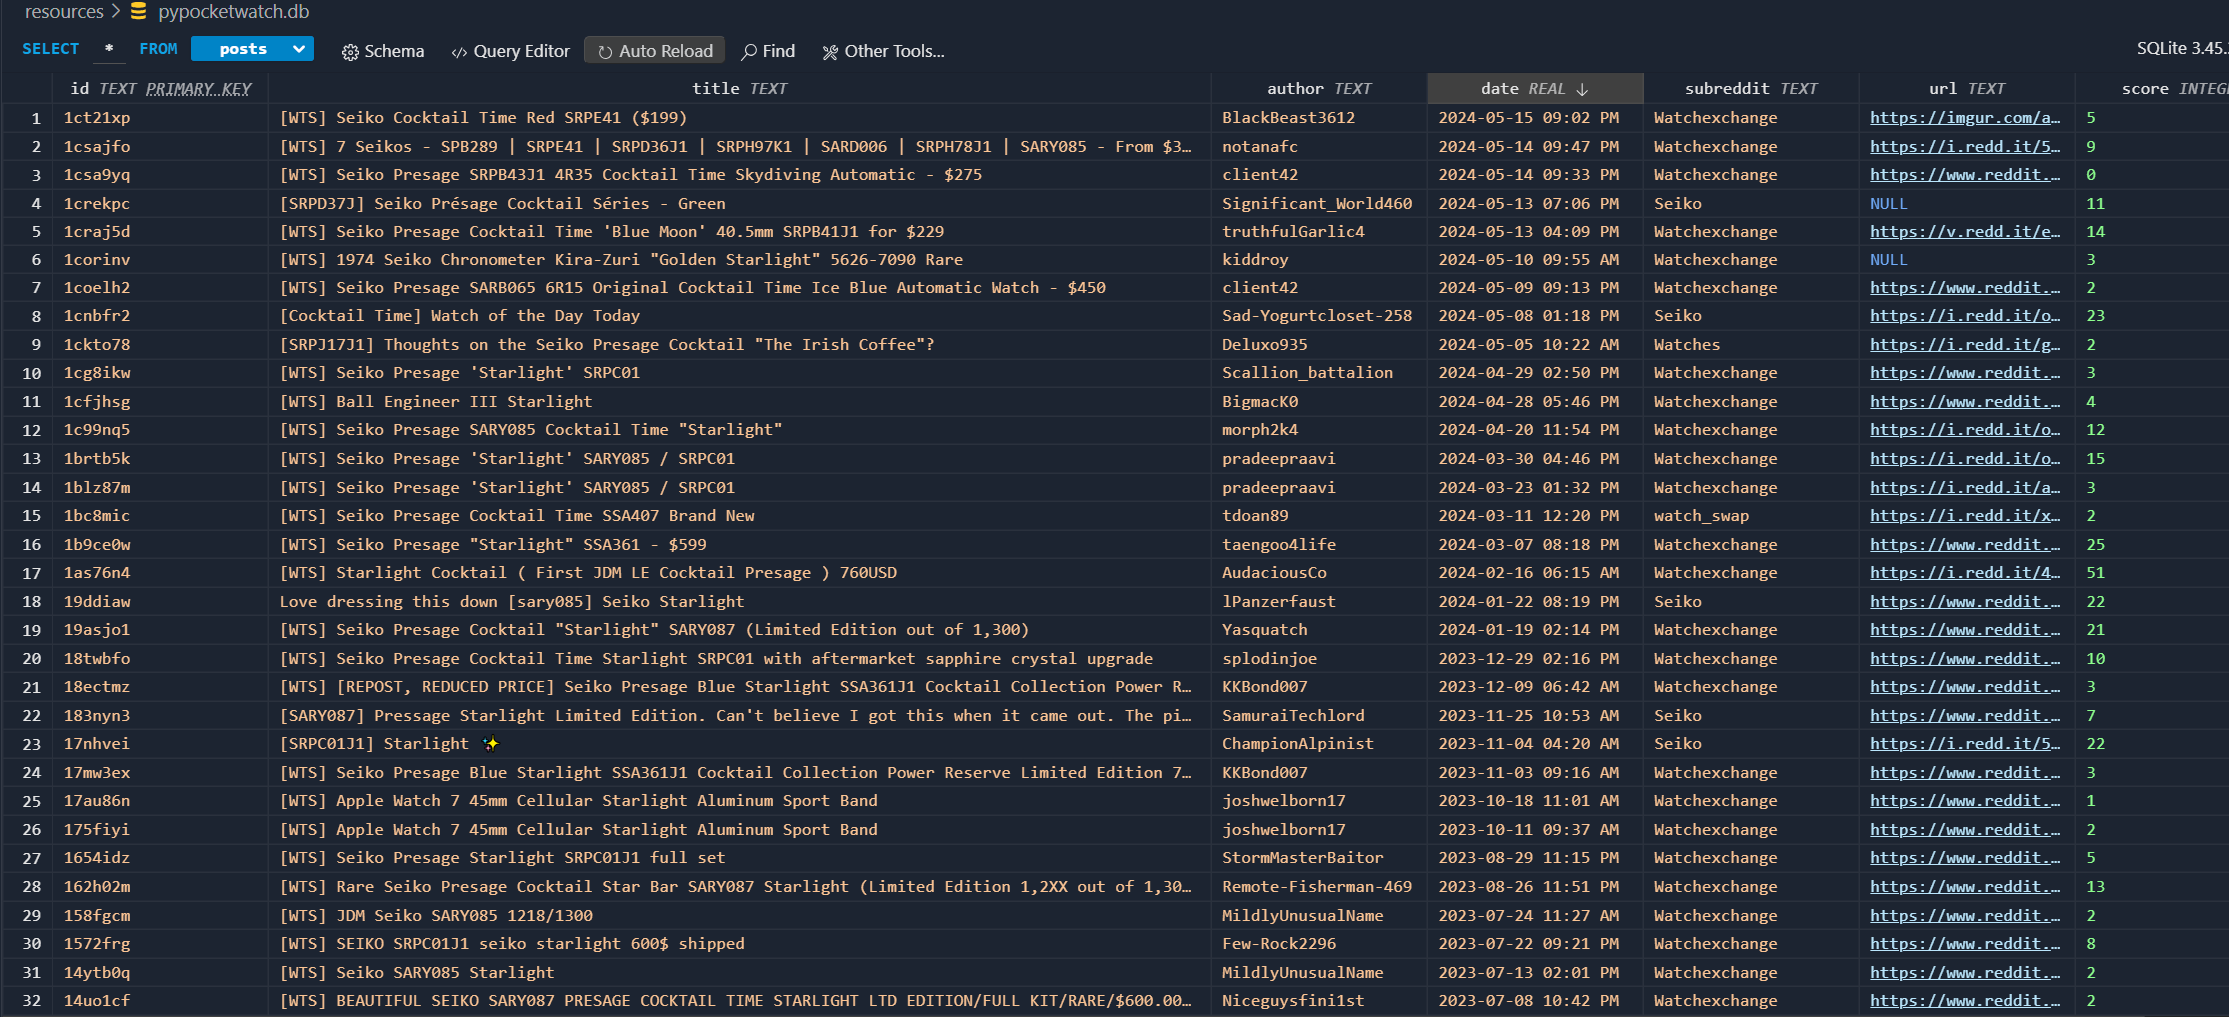 resources > pypocketwatch.db
SELECT * FROM posts Schema Query Editor Auto Reload Find Other Tools... SQLite 3.45.
id TEXT PRIMARY KEY title TEXT author TEXT date REAL ↓ subreddit TEXT url TEXT score INTEG
1 1ct21xp [WTS] Seiko Cocktail Time Red SRPE41 ($199) BlackBeast3612 2024-05-15 09:02 PM Watchexchange https://imgur.com/a… 5
2 1csajfo [WTS] 7 Seikos - SPB289 | SRPE41 | SRPD36J1 | SRPH97K1 | SARD006 | SRPH78J1 | SARY085 - From $3… notanafc 2024-05-14 09:47 PM Watchexchange https://i.redd.it/5… 9
3 1csa9yq [WTS] Seiko Presage SRPB43J1 4R35 Cocktail Time Skydiving Automatic - $275 client42 2024-05-14 09:33 PM Watchexchange https://www.reddit.… 0
4 1crekpc [SRPD37J] Seiko Présage Cocktail Séries - Green Significant_World460 2024-05-13 07:06 PM Seiko NULL 11
5 1craj5d [WTS] Seiko Presage Cocktail Time 'Blue Moon' 40.5mm SRPB41J1 for $229 truthfulGarlic4 2024-05-13 04:09 PM Watchexchange https://v.redd.it/e… 14
6 1corinv [WTS] 1974 Seiko Chronometer Kira-Zuri "Golden Starlight" 5626-7090 Rare kiddroy 2024-05-10 09:55 AM Watchexchange NULL 3
7 1coelh2 [WTS] Seiko Presage SARB065 6R15 Original Cocktail Time Ice Blue Automatic Watch - $450 client42 2024-05-09 09:13 PM Watchexchange https://www.reddit.… 2
8 1cnbfr2 [Cocktail Time] Watch of the Day Today Sad-Yogurtcloset-258 2024-05-08 01:18 PM Seiko https://i.redd.it/o… 23
9 1ckto78 [SRPJ17J1] Thoughts on the Seiko Presage Cocktail "The Irish Coffee"? Deluxo935 2024-05-05 10:22 AM Watches https://i.redd.it/g… 2
10 1cg8ikw [WTS] Seiko Presage 'Starlight' SRPC01 Scallion_battalion 2024-04-29 02:50 PM Watchexchange https://www.reddit.… 3
11 1cfjhsg [WTS] Ball Engineer III Starlight BigmacK0 2024-04-28 05:46 PM Watchexchange https://www.reddit.… 4
12 1c99nq5 [WTS] Seiko Presage SARY085 Cocktail Time "Starlight" morph2k4 2024-04-20 11:54 PM Watchexchange https://i.redd.it/o… 12
13 1brtb5k [WTS] Seiko Presage 'Starlight' SARY085 / SRPC01 pradeepraavi 2024-03-30 04:46 PM Watchexchange https://i.redd.it/o… 15
14 1blz87m [WTS] Seiko Presage 'Starlight' SARY085 / SRPC01 pradeepraavi 2024-03-23 01:32 PM Watchexchange https://i.redd.it/a… 3
15 1bc8mic [WTS] Seiko Presage Cocktail Time SSA407 Brand New tdoan89 2024-03-11 12:20 PM watch_swap https://i.redd.it/x… 2
16 1b9ce0w [WTS] Seiko Presage "Starlight" SSA361 - $599 taengoo4life 2024-03-07 08:18 PM Watchexchange https://www.reddit.… 25
17 1as76n4 [WTS] Starlight Cocktail ( First JDM LE Cocktail Presage ) 760USD AudaciousCo 2024-02-16 06:15 AM Watchexchange https://i.redd.it/4… 51
18 19ddiaw Love dressing this down [sary085] Seiko Starlight lPanzerfaust 2024-01-22 08:19 PM Seiko https://www.reddit.… 22
19 19asjo1 [WTS] Seiko Presage Cocktail "Starlight" SARY087 (Limited Edition out of 1,300) Yasquatch 2024-01-19 02:14 PM Watchexchange https://www.reddit.… 21
20 18twbfo [WTS] Seiko Presage Cocktail Time Starlight SRPC01 with aftermarket sapphire crystal upgrade splodinjoe 2023-12-29 02:16 PM Watchexchange https://www.reddit.… 10
21 18ectmz [WTS] [REPOST, REDUCED PRICE] Seiko Presage Blue Starlight SSA361J1 Cocktail Collection Power R… KKBond007 2023-12-09 06:42 AM Watchexchange https://www.reddit.… 3
22 183nyn3 [SARY087] Pressage Starlight Limited Edition. Can't believe I got this when it came out. The pi… SamuraiTechlord 2023-11-25 10:53 AM Seiko https://www.reddit.… 7
23 17nhvei [SRPC01J1] Starlight ✨ ChampionAlpinist 2023-11-04 04:20 AM Seiko https://i.redd.it/5… 22
24 17mw3ex [WTS] Seiko Presage Blue Starlight SSA361J1 Cocktail Collection Power Reserve Limited Edition 7… KKBond007 2023-11-03 09:16 AM Watchexchange https://www.reddit.… 3
25 17au86n [WTS] Apple Watch 7 45mm Cellular Starlight Aluminum Sport Band joshwelborn17 2023-10-18 11:01 AM Watchexchange https://www.reddit.… 1
26 175fiyi [WTS] Apple Watch 7 45mm Cellular Starlight Aluminum Sport Band joshwelborn17 2023-10-11 09:37 AM Watchexchange https://www.reddit.… 2
27 1654idz [WTS] Seiko Presage Starlight SRPC01J1 full set StormMasterBaitor 2023-08-29 11:15 PM Watchexchange https://www.reddit.… 5
28 162h02m [WTS] Rare Seiko Presage Cocktail Star Bar SARY087 Starlight (Limited Edition 1,2XX out of 1,30… Remote-Fisherman-469 2023-08-26 11:51 PM Watchexchange https://www.reddit.… 13
29 158fgcm [WTS] JDM Seiko SARY085 1218/1300 MildlyUnusualName 2023-07-24 11:27 AM Watchexchange https://www.reddit.… 2
30 1572frg [WTS] SEIKO SRPC01J1 seiko starlight 600$ shipped Few-Rock2296 2023-07-22 09:21 PM Watchexchange https://www.reddit.… 8
31 14ytb0q [WTS] Seiko SARY085 Starlight MildlyUnusualName 2023-07-13 02:01 PM Watchexchange https://www.reddit.… 2
32 14uo1cf [WTS] BEAUTIFUL SEIKO SARY087 PRESAGE COCKTAIL TIME STARLIGHT LTD EDITION/FULL KIT/RARE/$600.00… Niceguysfini1st 2023-07-08 10:42 PM Watchexchange https://www.reddit.… 2